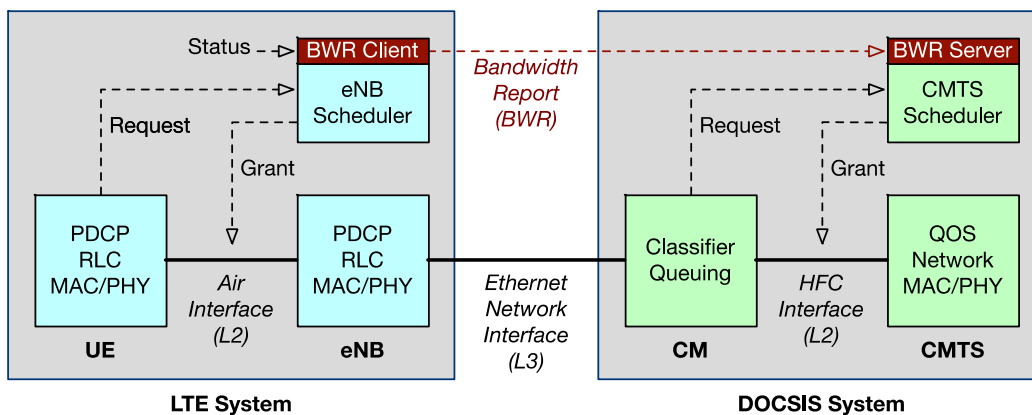 Status
BWR Client
eNB
Scheduler
Request
Grant
PDCP
RLC
MAC/PHY
UE
Air
Interface
(L2)
PDCP
RLC
MAC/PHY
eNB
LTE System
Bandwidth
Report
(BWR)
Ethernet
Network
Interface
(L3)
BWR Server
CMTS
Scheduler
Request
Grant
Classifier
Queuing
CM
HFC
Interface
(L2)
QOS
Network
MAC/PHY
CMTS
DOCSIS System